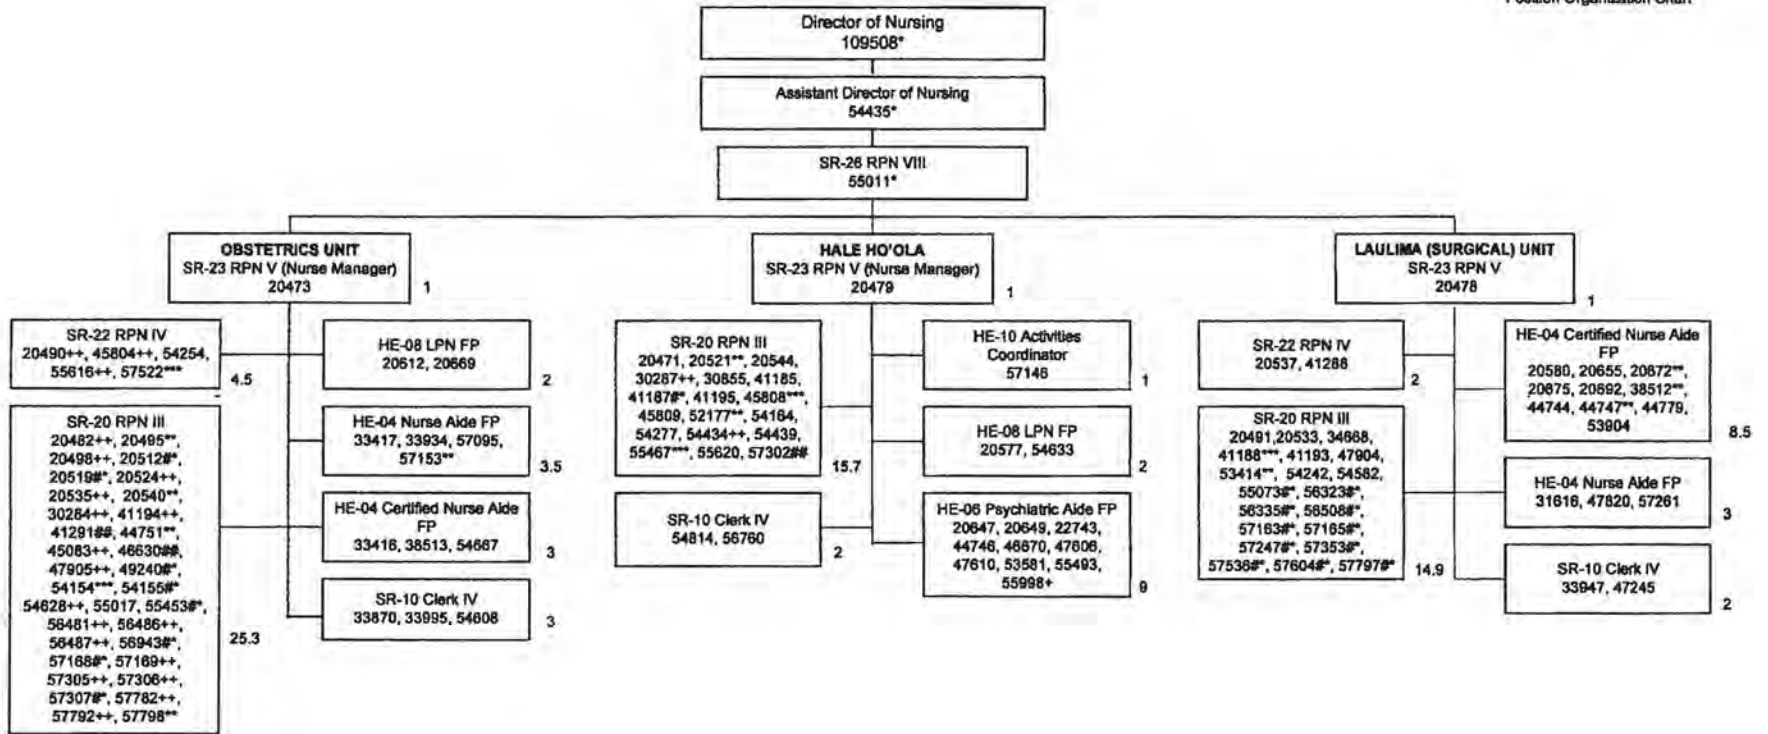 Position Organization Chart
Director of Nursing
109508*
Assistant Director of Nursing
54435*
SR-26 RPN VIII
55011*
OBSTETRICS UNIT
SR-23 RPN V (Nurse Manager)
20473
1
SR-22 RPN IV
20490++, 45804++, 54254,
55616++, 57522***
4.5
HE-08 LPN FP
20612, 20669
2
SR-20 RPN III
20482++, 20495**,
20498++, 20512#*,
20519#*, 20524++,
20535++, 20540**,
30284++, 41194++,
41291##, 44751**,
45083++, 46630##,
47905++, 49240#*,
54154***, 54155#*
54628++, 55017, 55453#*,
56481++, 56486++,
56487++, 56943#*,
57168#*, 57169++,
57305++, 57306++,
57307#*, 57782++,
57792++, 57798**
25.3
HE-04 Nurse Aide FP
33417, 33934, 57095,
57153**
3.5
HE-04 Certified Nurse Aide
FP
33416, 38513, 54667
3
SR-10 Clerk IV
33870, 33995, 54608
3
HALE HO'OLA
SR-23 RPN V (Nurse Manager)
20479
1
SR-20 RPN III
20471, 20521**, 20544,
30287++, 30855, 41185,
41187#*, 41195, 45808***,
45809, 52177**, 54164,
54277, 54434++, 54439,
55467***, 55620, 57302##
15.7
SR-10 Clerk IV
54814, 56760
2
HE-10 Activities
Coordinator
57146
1
HE-08 LPN FP
20577, 54633
2
HE-06 Psychiatric Aide FP
20647, 20649, 22743,
44746, 46670, 47606,
47610, 53581, 55493,
55998+
9
LAULIMA (SURGICAL) UNIT
SR-23 RPN V
20478
1
SR-22 RPN IV
20537, 41286
2
SR-20 RPN III
20491,20533, 34668,
41188***, 41193, 47904,
53414**, 54242, 54582,
55073#*, 56323#*,
56335#*, 56508#*,
57163#*, 57165#*,
57247#*, 57353#*,
57536#*, 57604#*, 57797#*
14.9
HE-04 Certified Nurse Aide
FP
20580, 20655, 20672**,
20675, 20692, 38512**,
44744, 44747**, 44779,
53904
8.5
HE-04 Nurse Aide FP
31616, 47820, 57261
3
SR-10 Clerk IV
33947, 47245
2